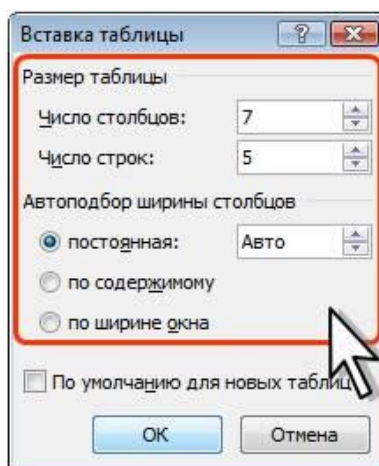 Вставка таблицы
Размер таблицы
Число столбцов: 7
Число строк: 5
Автоподбор ширины столбцов
постоянная: Авто
по содержимому
по ширине окна
По умолчанию для новых таблиц
ОК Отмена